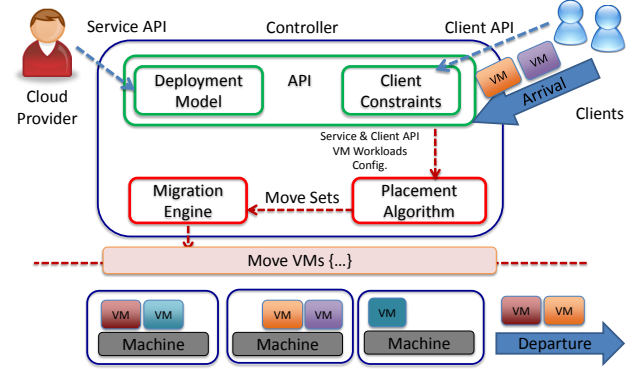 Service API
Controller
Client API
Cloud
Provider
Deployment
Model
API
Client
Constraints
VM
VM
Arrival
Clients
Service & Client API
VM Workloads
Config.
Migration
Engine
Move Sets
Placement
Algorithm
Move VMs {...}
VM
VM
Machine
VM
VM
Machine
VM
Machine
VM
VM
Departure